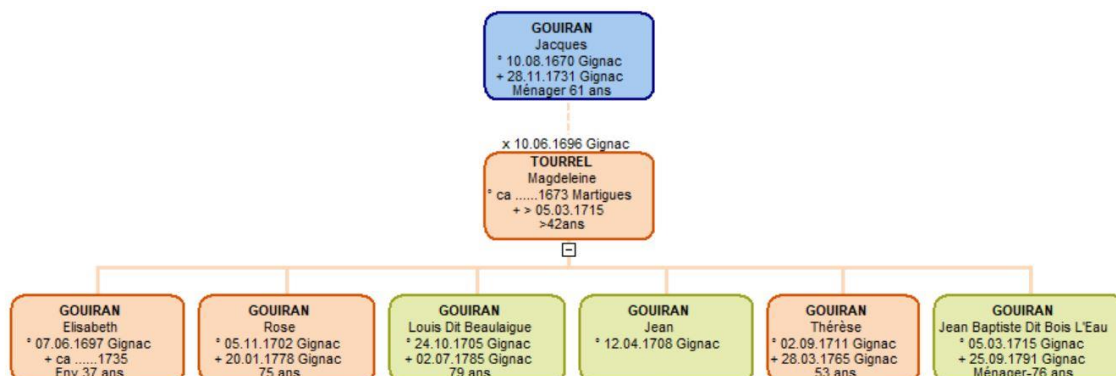 GOUIRAN
Jacques
° 10.08.1670 Gignac
+ 28.11.1731 Gignac
Ménager 61 ans
x 10.06.1696 Gignac
TOURREL
Magdeleine
° ca ......1673 Martigues
+ > 05.03.1715
>42ans
GOUIRAN
Elisabeth
° 07.06.1697 Gignac
+ ca ......1735
Env 37 ans
GOUIRAN
Rose
° 05.11.1702 Gignac
+ 20.01.1778 Gignac
75 ans
GOUIRAN
Louis Dit Beaulaigue
° 24.10.1705 Gignac
+ 02.07.1785 Gignac
79 ans
GOUIRAN
Jean
° 12.04.1708 Gignac
GOUIRAN
Thérèse
° 02.09.1711 Gignac
+ 28.03.1765 Gignac
53 ans
GOUIRAN
Jean Baptiste Dit Bois L'Eau
° 05.03.1715 Gignac
+ 25.09.1791 Gignac
Ménager-76 ans